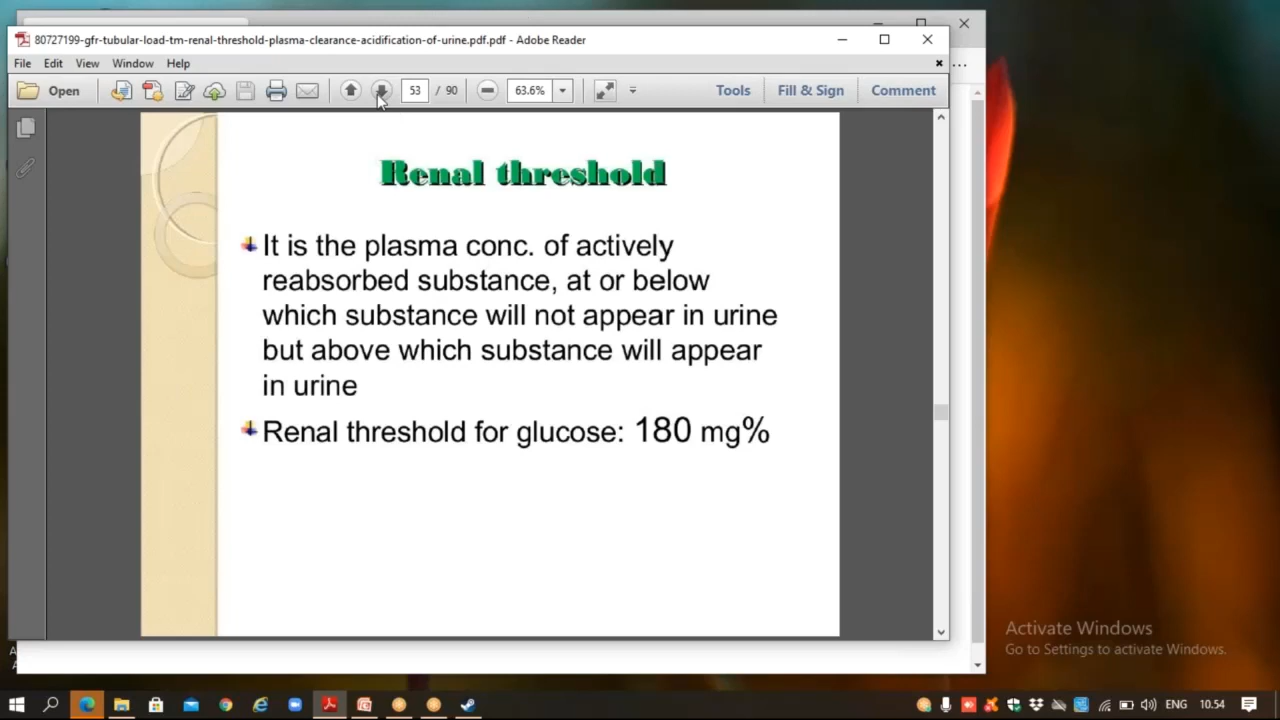 80727199-gfr-tubular-load-tm-renal-threshold-plasma-clearance-acidification-of-urine.pdf.pdf - Adobe Reader
File Edit View Window Help
Open 53 / 90 63.6% Tools Fill & Sign Comment
Renal threshold
It is the plasma conc. of actively
reabsorbed substance, at or below
which substance will not appear in urine
but above which substance will appear
in urine
Renal threshold for glucose: 180 mg%
Activate Windows
Go to Settings to activate Windows.
ENG 10.54